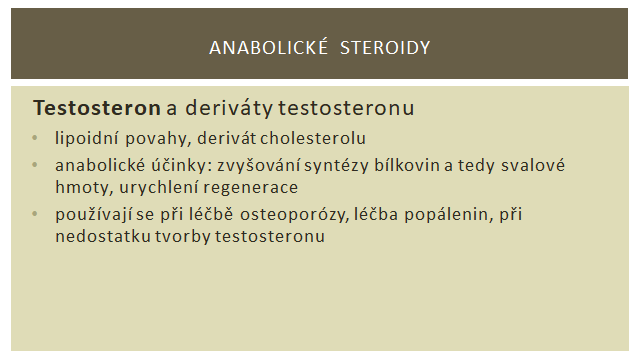 ANABOLICKÉ STEROIDY
Testosteron a deriváty testosteronu
• lipoidní povahy, derivát cholesterolu
• anabolické účinky: zvyšování syntézy bílkovin a tedy svalové
hmoty, urychlení regenerace
• používají se při léčbě osteoporózy, léčba popálenin, při
nedostatku tvorby testosteronu